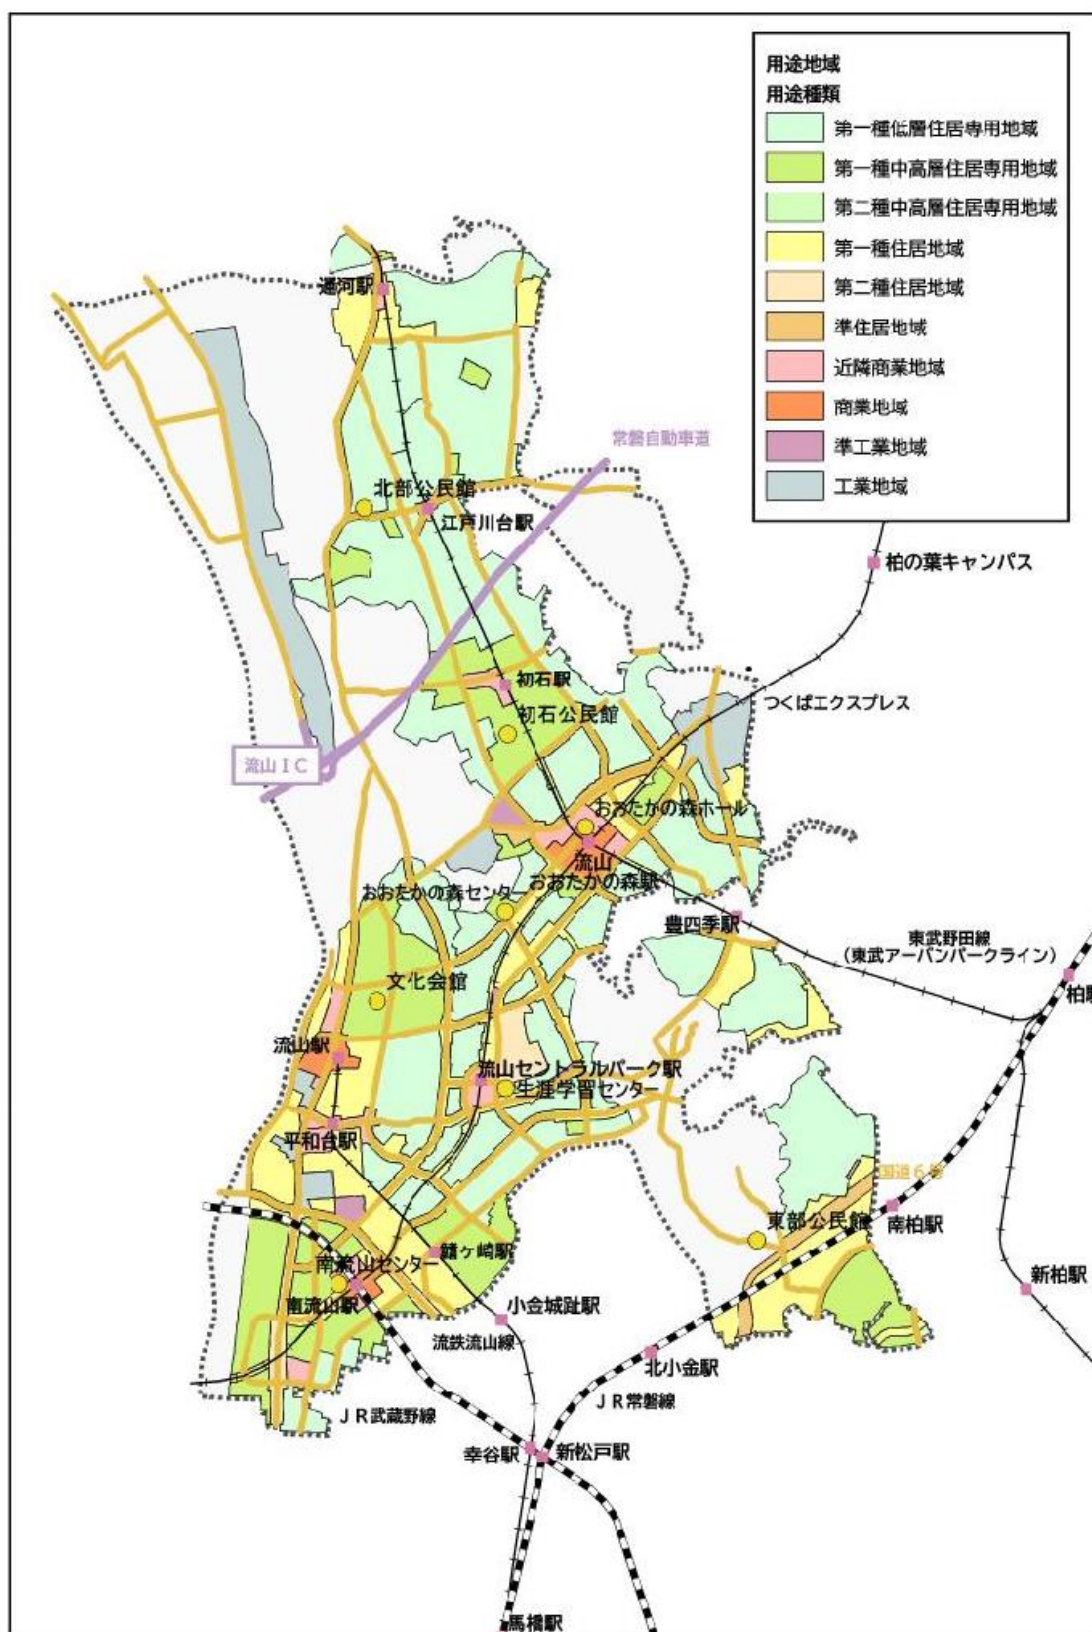 用途地域
用途種類
第一種低層住居専用地域
第一種中高層住居専用地域
第二種中高層住居専用地域
第一種住居地域
第二種住居地域
準住居地域
近隣商業地域
商業地域
準工業地域
工業地域
運河駅
常磐自動車道
北部公民館
江戸川台駅
柏の葉キャンパス
初石駅
つくばエクスプレス
初石公民館
流山IC
おおたかの森ホール
流山
おおたかの森駅
おおたかの森センター
豊四季駅
東武野田線
(東武アーバンパークライン)
柏駅
文化会館
流山駅
流山セントラルパーク駅
生涯学習センター
平和台駅
国道6号
東部公民館
南柏駅
鰭ヶ崎駅
南流山センター
南流山駅
新柏駅
小金城趾駅
流鉄流山線
北小金駅
JR常磐線
JR武蔵野線
幸谷駅
新松戸駅
馬橋駅